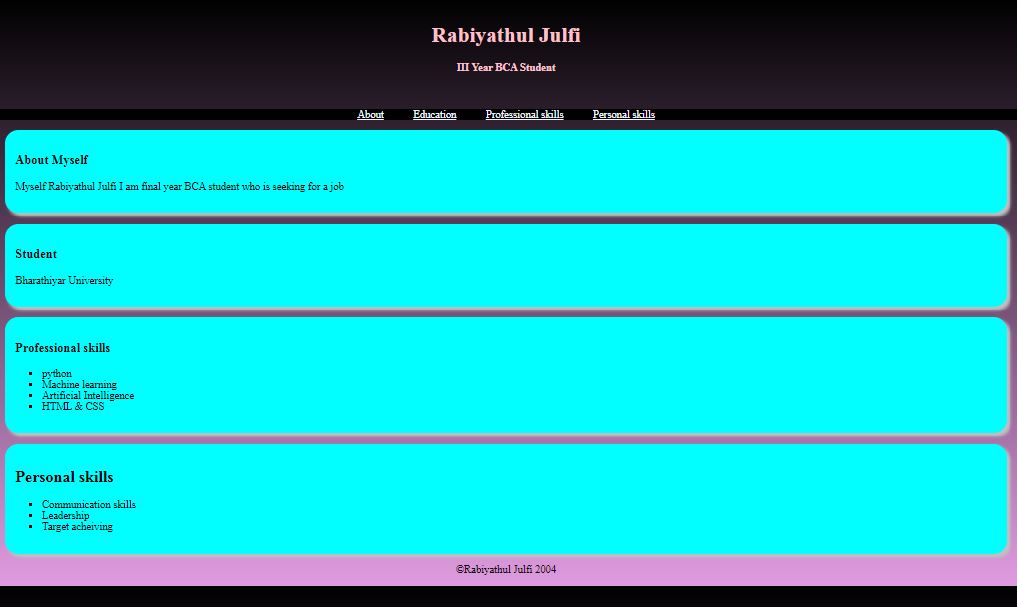 Rabiyathul Julfi
III Year BCA Student
About Education Professional skills Personal skills
About Myself
Myself Rabiyathul Julfi I am final year BCA student who is seeking for a job
Student
Bharathiyar University
Professional skills
python
Machine learning
Artificial Intelligence
HTML & CSS
Personal skills
Communication skills
Leadership
Target acheiving
©Rabiyathul Julfi 2004